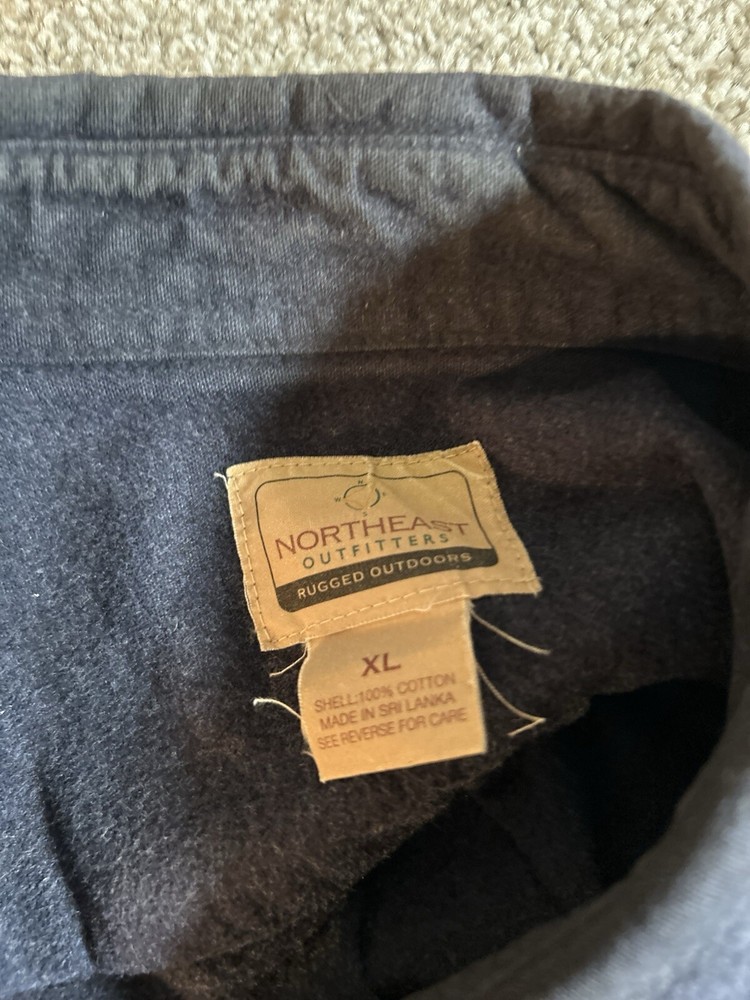 N
W E
S
NORTHEAST
OUTFITTERS
RUGGED OUTDOORS
XL
SHELL:100% COTTON
MADE IN SRI LANKA
SEE REVERSE FOR CARE